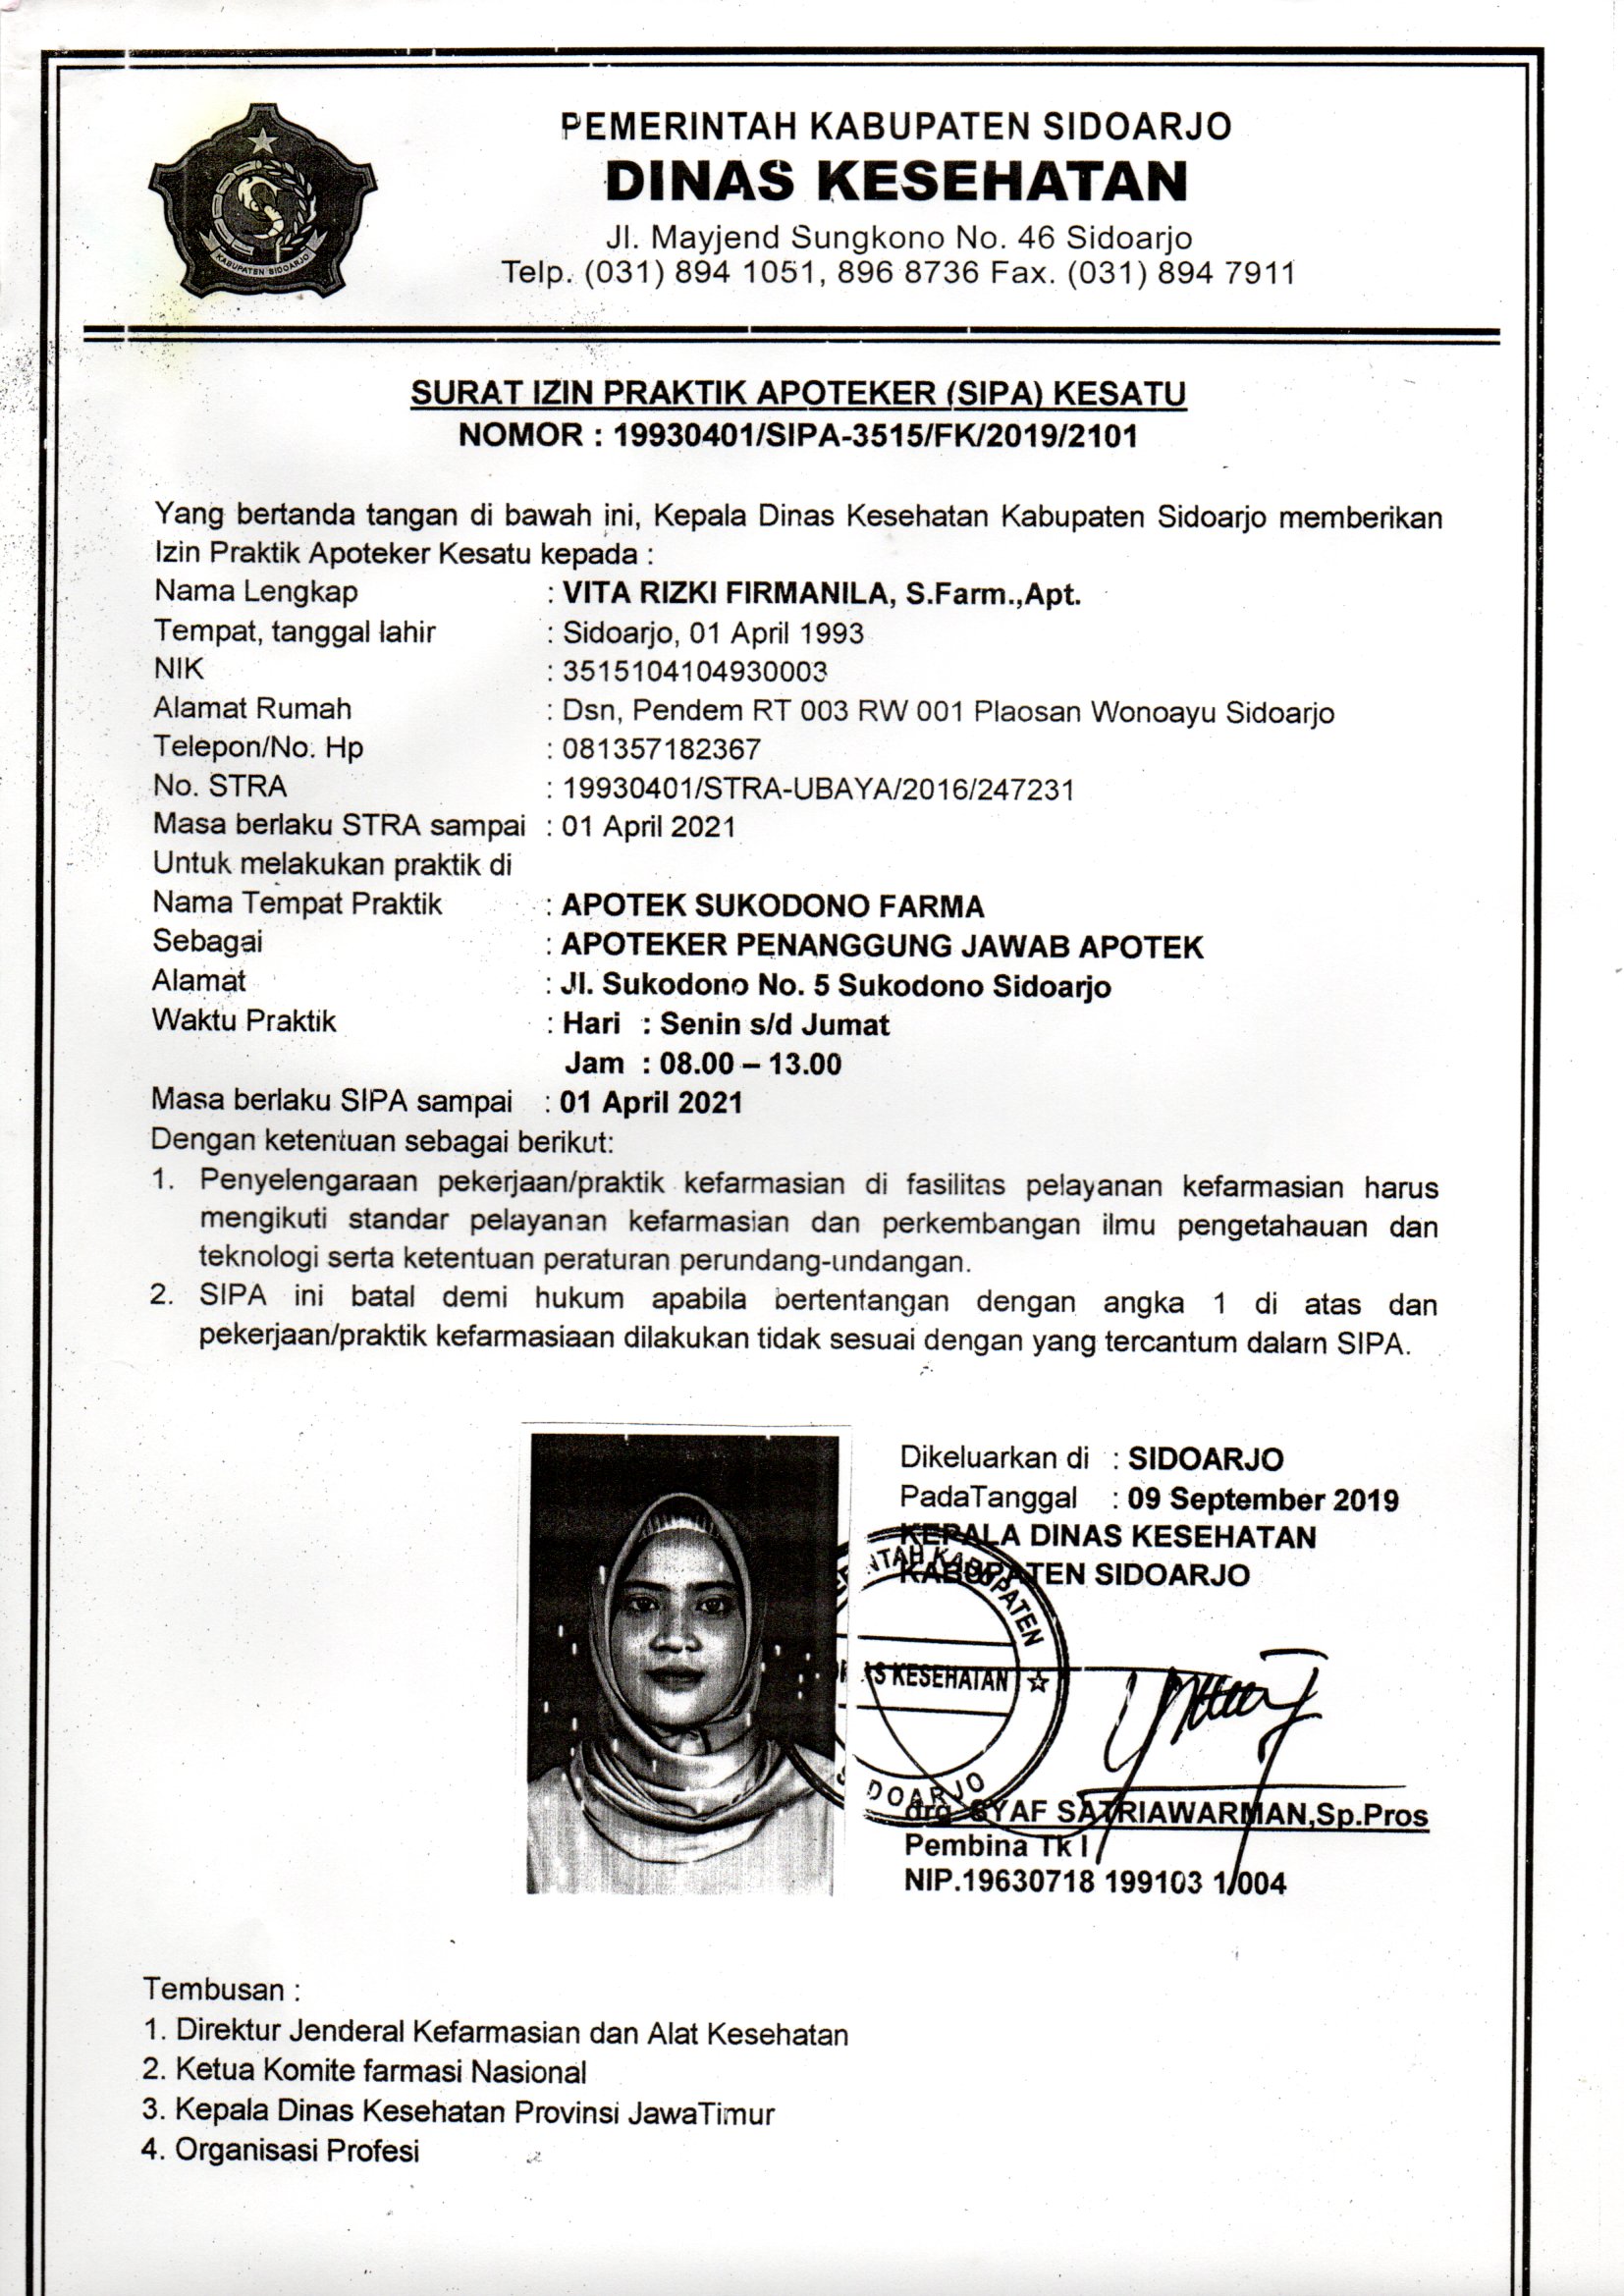 PEMERINTAH KABUPATEN SIDOARJO
DINAS KESEHATAN
Jl. Mayjend Sungkono No. 46 Sidoarjo
Telp. (031) 894 1051, 896 8736 Fax. (031) 894 7911
KABUPATEN SIDOARJO
SURAT IZIN PRAKTIK APOTEKER (SIPA) KESATU
NOMOR : 19930401/SIPA-3515/FK/2019/2101
Yang bertanda tangan di bawah ini, Kepala Dinas Kesehatan Kabupaten Sidoarjo memberikan
Izin Praktik Apoteker Kesatu kepada :
Nama Lengkap : VITA RIZKI FIRMANILA, S.Farm.,Apt.
Tempat, tanggal lahir : Sidoarjo, 01 April 1993
NIK : 3515104104930003
Alamat Rumah : Dsn, Pendem RT 003 RW 001 Plaosan Wonoayu Sidoarjo
Telepon/No. Hp : 081357182367
No. STRA : 19930401/STRA-UBAYA/2016/247231
Masa berlaku STRA sampai : 01 April 2021
Untuk melakukan praktik di
Nama Tempat Praktik : APOTEK SUKODONO FARMA
Sebagai : APOTEKER PENANGGUNG JAWAB APOTEK
Alamat : Jl. Sukodono No. 5 Sukodono Sidoarjo
Waktu Praktik : Hari : Senin s/d Jumat
Jam : 08.00 – 13.00
Masa berlaku SIPA sampai : 01 April 2021
Dengan ketentuan sebagai berikut:
1. Penyelengaraan pekerjaan/praktik kefarmasian di fasilitas pelayanan kefarmasian harus
mengikuti standar pelayanan kefarmasian dan perkembangan ilmu pengetahauan dan
teknologi serta ketentuan peraturan perundang-undangan.
2. SIPA ini batal demi hukum apabila bertentangan dengan angka 1 di atas dan
pekerjaan/praktik kefarmasiaan dilakukan tidak sesuai dengan yang tercantum dalam SIPA.
Dikeluarkan di : SIDOARJO
PadaTanggal : 09 September 2019
KEPALA DINAS KESEHATAN
KABUPATEN SIDOARJO
NTAH KABUPATEN
AS KESEHATAN
DOARJO
drg. SYAF SATRIAWARMAN,Sp.Pros
Pembina Tk I
NIP.19630718 199103 1 004
Tembusan :
1. Direktur Jenderal Kefarmasian dan Alat Kesehatan
2. Ketua Komite farmasi Nasional
3. Kepala Dinas Kesehatan Provinsi JawaTimur
4. Organisasi Profesi